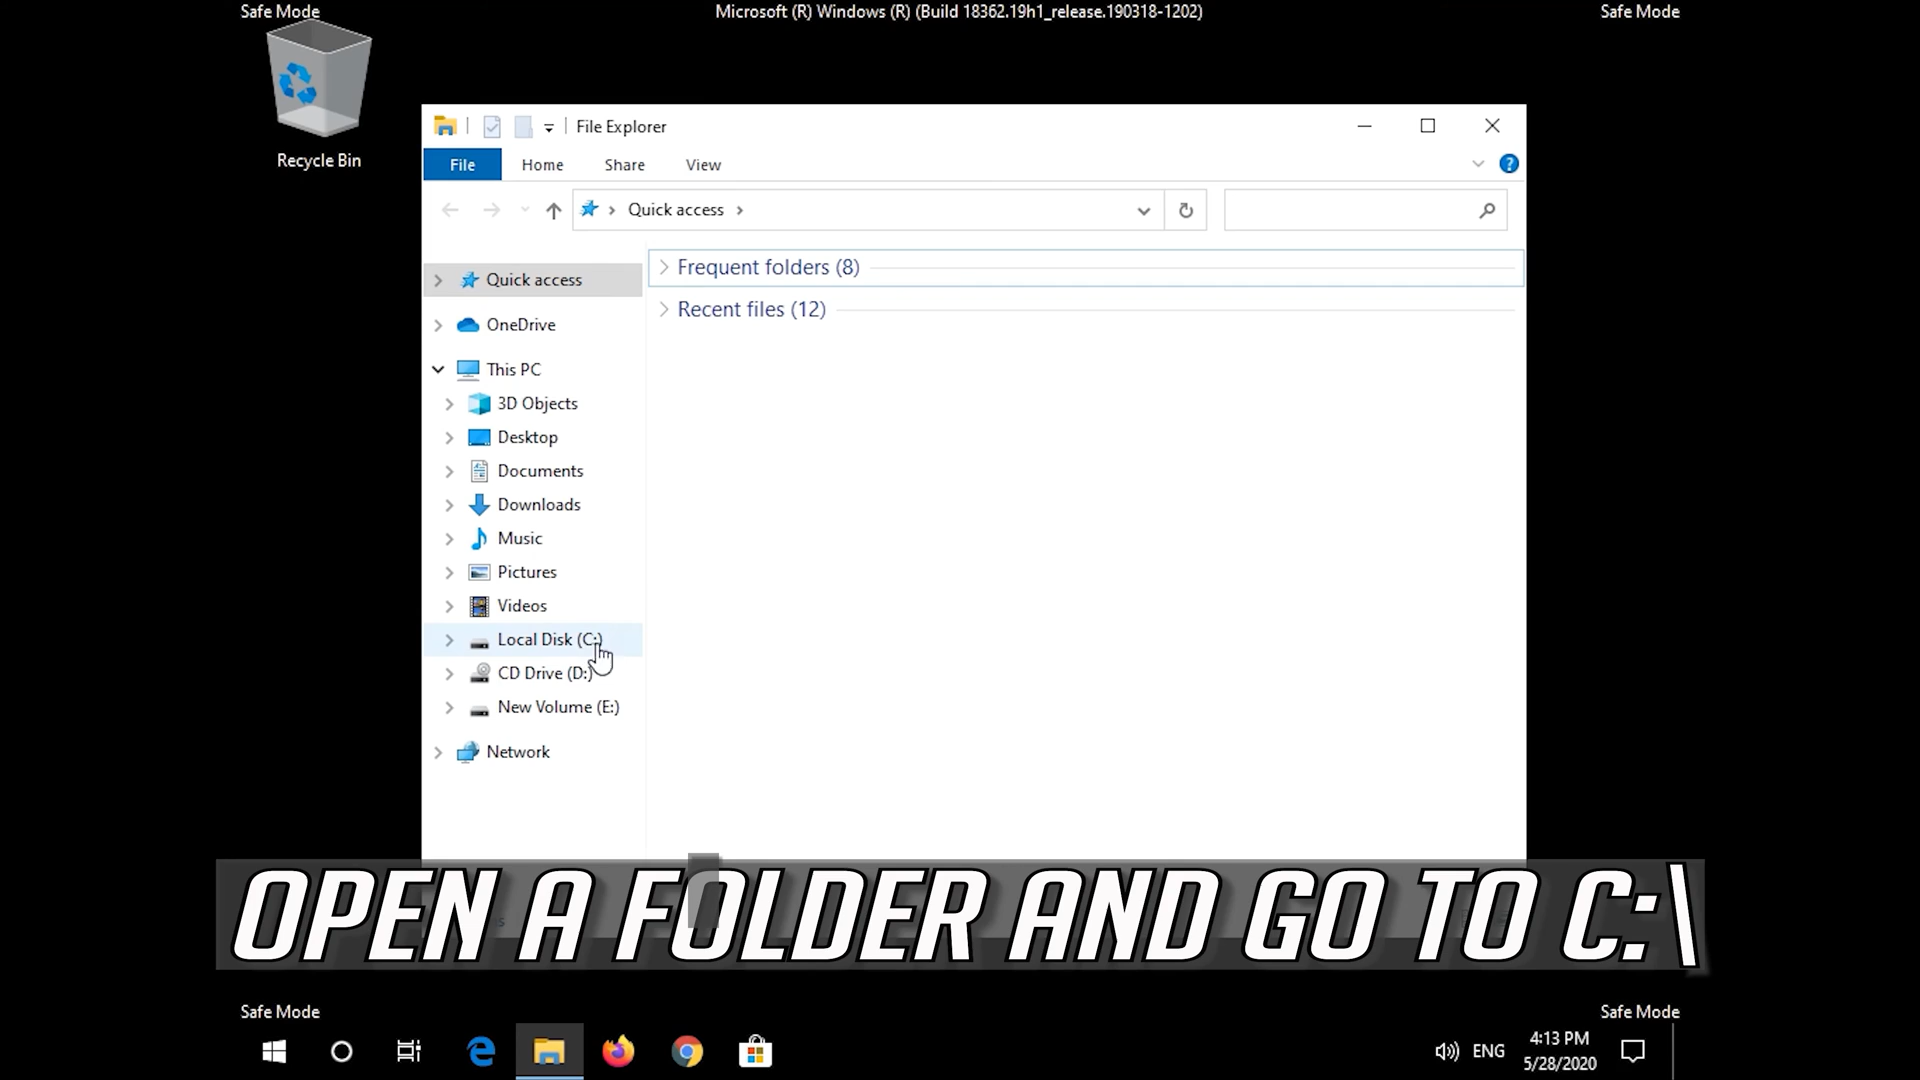 Safe Mode
Microsoft (R) Windows (R) (Build 18362.19h1_release.190318-1202)
Safe Mode
Recycle Bin
File Explorer
File
Home
Share
View
Quick access
Quick access
OneDrive
This PC
3D Objects
Desktop
Documents
Downloads
Music
Pictures
Videos
Local Disk (C:)
CD Drive (D:)
New Volume (E:)
Network
Frequent folders (8)
Recent files (12)
OPEN A FOLDER AND GO TO C:\
Safe Mode
Safe Mode
ENG
4:13 PM
5/28/2020